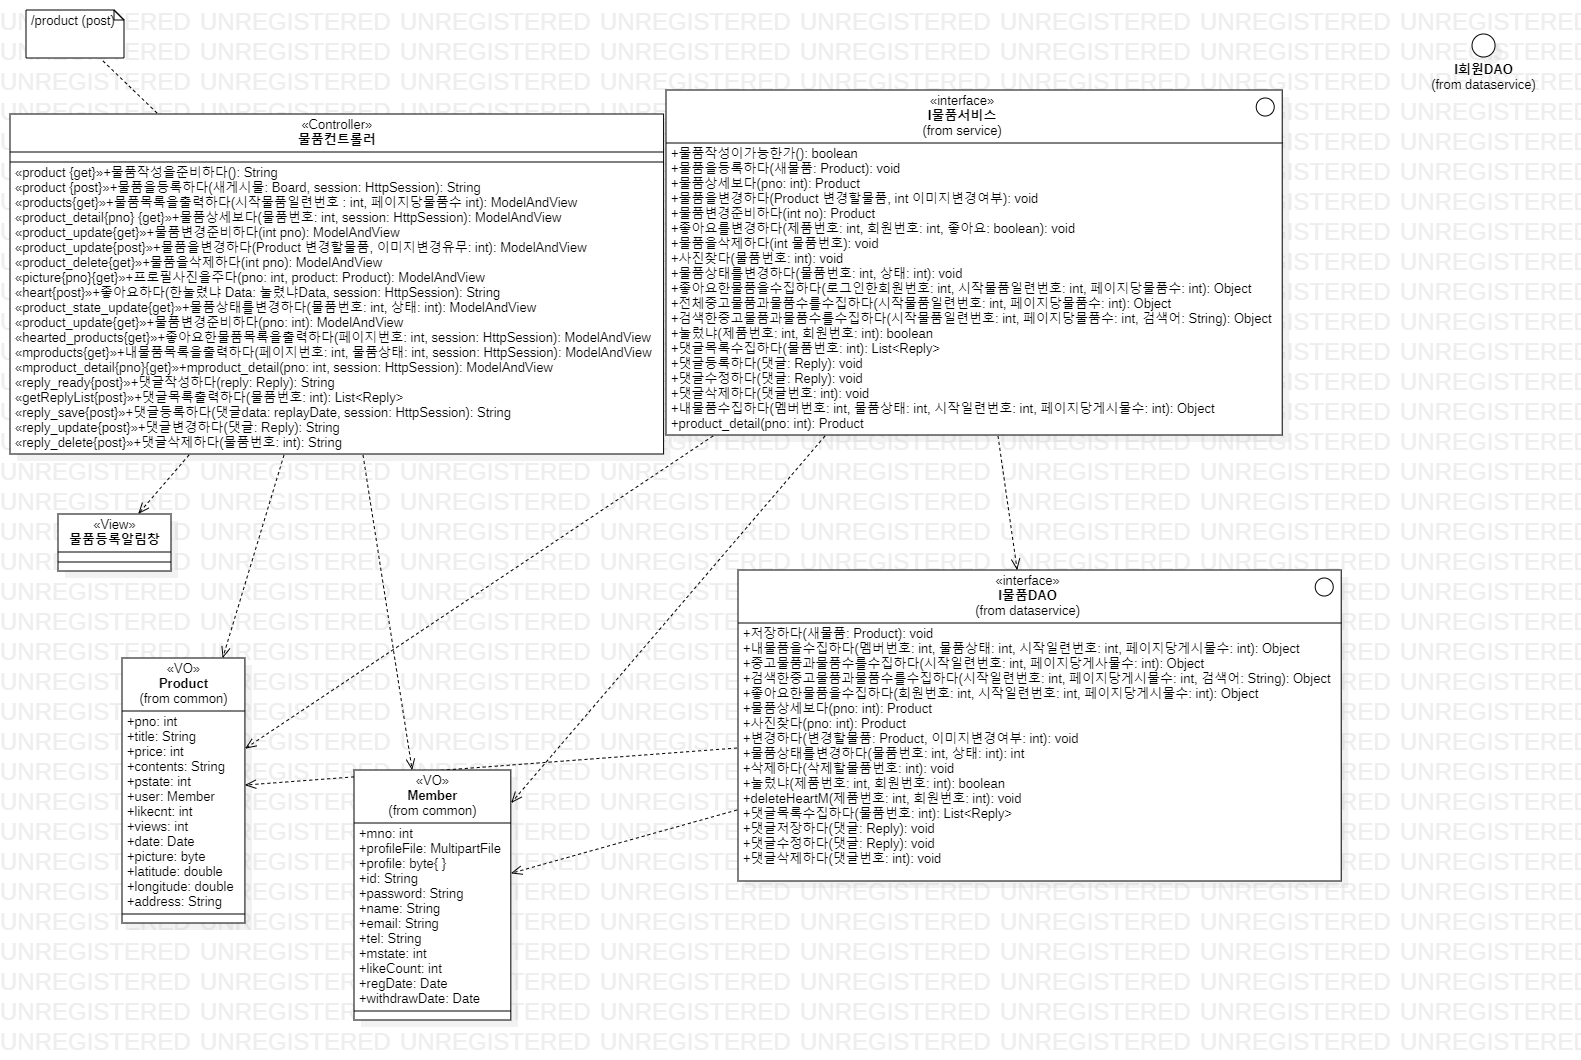 /product (post)
I회원DAO
(from dataservice)
«Controller»
물품컨트롤러
«product {get}»+물품작성을준비하다(): String
«product {post}»+물품을등록하다(새게시물: Board, session: HttpSession): String
«products{get}»+물품목록을출력하다(시작물품일련번호 : int, 페이지당물품수 int): ModelAndView
«product_detail{pno} {get}»+물품상세보다(물품번호: int, session: HttpSession): ModelAndView
«product_update{get}»+물품변경준비하다(int pno): ModelAndView
«product_update{post}»+물품을변경하다(Product 변경할물품, 이미지변경유무: int): ModelAndView
«product_delete{get}»+물품을삭제하다(int pno): ModelAndView
«picture{pno}{get}»+프로필사진을주다(pno: int, product: Product): ModelAndView
«heart{post}»+좋아요하다(한눌렸냐 Data: 눌렸냐Data, session: HttpSession): String
«product_state_update{get}»+물품상태를변경하다(물품번호: int, 상태: int): ModelAndView
«product_update{get}»+물품변경준비하다(pno: int): ModelAndView
«hearted_products{get}»+좋아요한물품목록을출력하다(페이지번호: int, session: HttpSession): ModelAndView
«mproducts{get}»+내물품목록을출력하다(페이지번호: int, 물품상태: int, session: HttpSession): ModelAndView
«mproduct_detail{pno}{get}»+mproduct_detail(pno: int, session: HttpSession): ModelAndView
«reply_ready{post}»+댓글작성하다(reply: Reply): String
«getReplyList{post}»+댓글목록출력하다(물품번호: int): List<Reply>
«reply_save{post}»+댓글등록하다(댓글data: replayDate, session: HttpSession): String
«reply_update{post}»+댓글변경하다(댓글: Reply): String
«reply_delete{post}»+댓글삭제하다(물품번호: int): String
«interface»
I물품서비스
(from service)
+물품작성이가능한가(): boolean
+물품을등록하다(새물품: Product): void
+물품상세보다(pno: int): Product
+물품을변경하다(Product 변경할물품, int 이미지변경여부): void
+물품변경준비하다(int no): Product
+좋아요를변경하다(제품번호: int, 회원번호: int, 좋아요: boolean): void
+물품을삭제하다(int 물품번호): void
+사진찾다(물품번호: int): void
+물품상태를변경하다(물품번호: int, 상태: int): void
+좋아요한물품을수집하다(로그인한회원번호: int, 시작물품일련번호: int, 페이지당물품수: int): Object
+전체중고물품과물품수를수집하다(시작물품일련번호: int, 페이지당물품수: int): Object
+검색한중고물품과물품수를수집하다(시작물품일련번호: int, 페이지당물품수: int, 검색어: String): Object
+눌렀냐(제품번호: int, 회원번호: int): boolean
+댓글목록수집하다(물품번호: int): List<Reply>
+댓글등록하다(댓글: Reply): void
+댓글수정하다(댓글: Reply): void
+댓글삭제하다(댓글번호: int): void
+내물품수집하다(멤버번호: int, 물품상태: int, 시작일련번호: int, 페이지당게시물수: int): Object
+product_detail(pno: int): Product
«View»
물품등록알림창
«interface»
I물품DAO
(from dataservice)
+저장하다(새물품: Product): void
+내물품을수집하다(멤버번호: int, 물품상태: int, 시작일련번호: int, 페이지당게시물수: int): Object
+중고물품과물품수를수집하다(시작일련번호: int, 페이지당게사물수: int): Object
+검색한중고물품과물품수를수집하다(시작일련번호: int, 페이지당게시물수: int, 검색어: String): Object
+좋아요한물품을수집하다(회원번호: int, 시작일련번호: int, 페이지당게시물수: int): Object
+물품상세보다(pno: int): Product
+사진찾다(pno: int): Product
+변경하다(변경할물품: Product, 이미지변경여부: int): void
+물품상태를변경하다(물품번호: int, 상태: int): int
+삭제하다(삭제할물품번호: int): void
+눌렀냐(제품번호: int, 회원번호: int): boolean
+deleteHeartM(제품번호: int, 회원번호: int): void
+댓글목록수집하다(물품번호: int): List<Reply>
+댓글저장하다(댓글: Reply): void
+댓글수정하다(댓글: Reply): void
+댓글삭제하다(댓글번호: int): void
«VO»
Product
(from common)
+pno: int
+title: String
+price: int
+contents: String
+pstate: int
+user: Member
+likecnt: int
+views: int
+date: Date
+picture: byte
+latitude: double
+longitude: double
+address: String
«VO»
Member
(from common)
+mno: int
+profileFile: MultipartFile
+profile: byte{ }
+id: String
+password: String
+name: String
+email: String
+tel: String
+mstate: int
+likeCount: int
+regDate: Date
+withdrawDate: Date